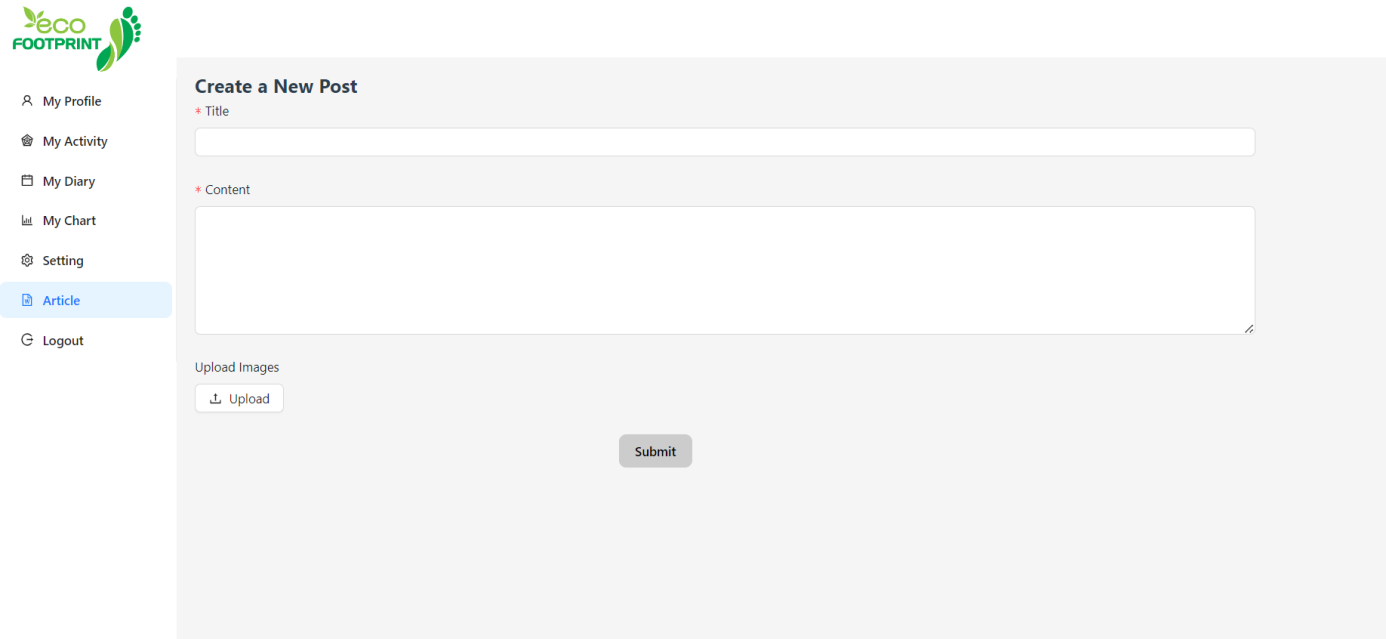 eco
FOOTPRINT
My Profile
My Activity
My Diary
My Chart
Setting
Article
Logout
Create a New Post
* Title
* Content
Upload Images
Upload
Submit